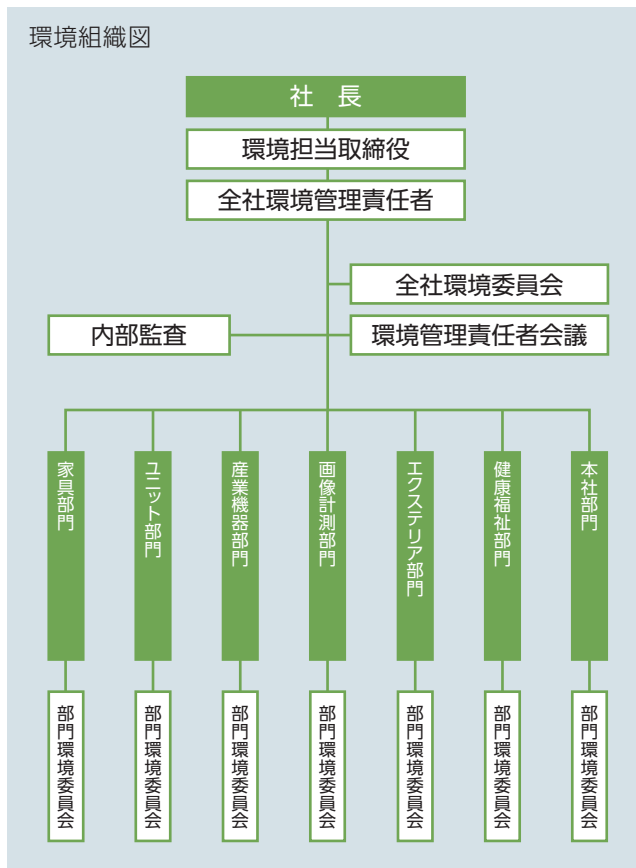 環境組織図
社　長
環境担当取締役
全社環境管理責任者
全社環境委員会
内部監査
環境管理責任者会議
家具部門
ユニット部門
産業機器部門
画像計測部門
エクステリア部門
健康福祉部門
本社部門
部門環境委員会
部門環境委員会
部門環境委員会
部門環境委員会
部門環境委員会
部門環境委員会
部門環境委員会